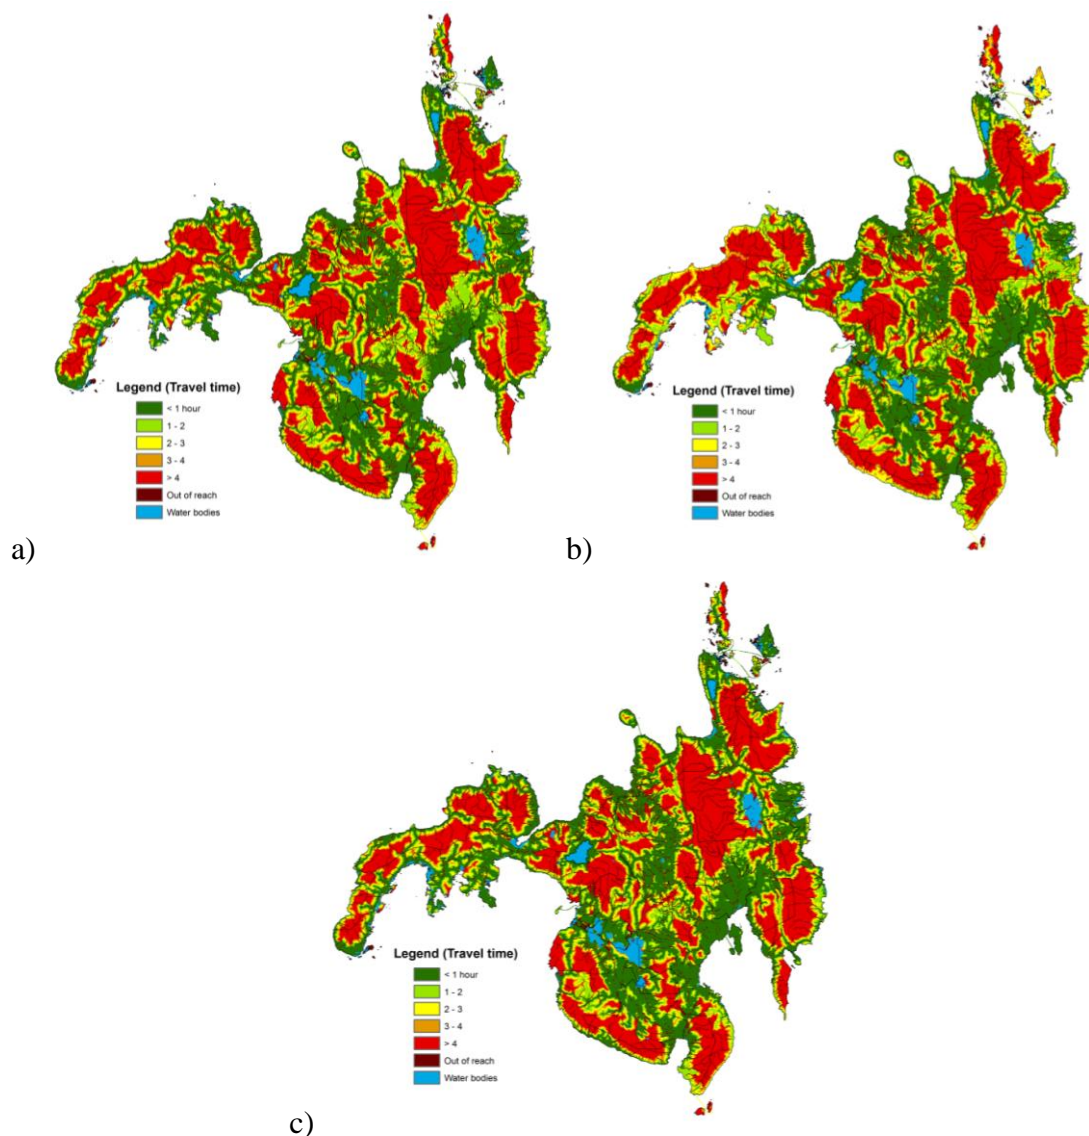 Legend (Travel time)
< 1 hour
1 - 2
2 - 3
3 - 4
> 4
Out of reach
Water bodies
a)
Legend (Travel time)
< 1 hour
1 - 2
2 - 3
3 - 4
> 4
Out of reach
Water bodies
b)
Legend (Travel time)
< 1 hour
1 - 2
2 - 3
3 - 4
> 4
Out of reach
Water bodies
c)